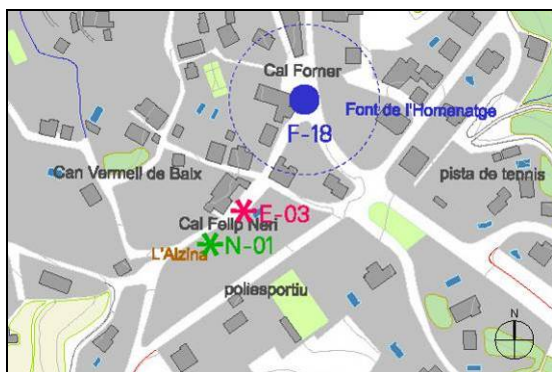 Cal Forner
Font de l'Homenatge
F-18
Can Vermell de Baix
pista de tennis
E-03
Cal Felip Neri
N-01
L'Alzina
poliesportiu
N